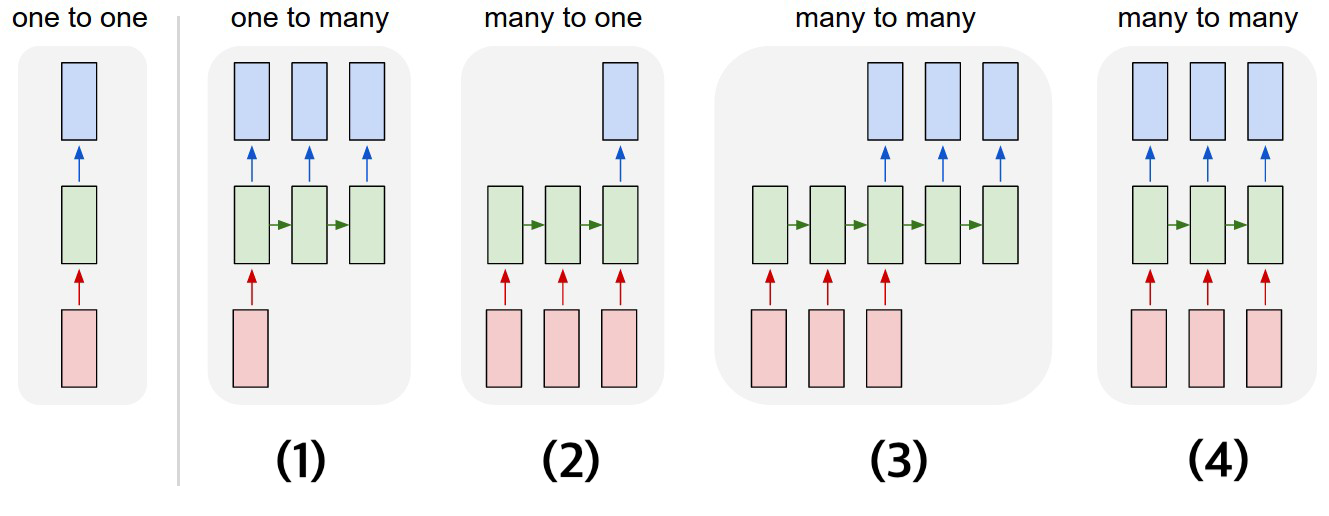 one to one
one to many
many to one
many to many
many to many
(1)
(2)
(3)
(4)